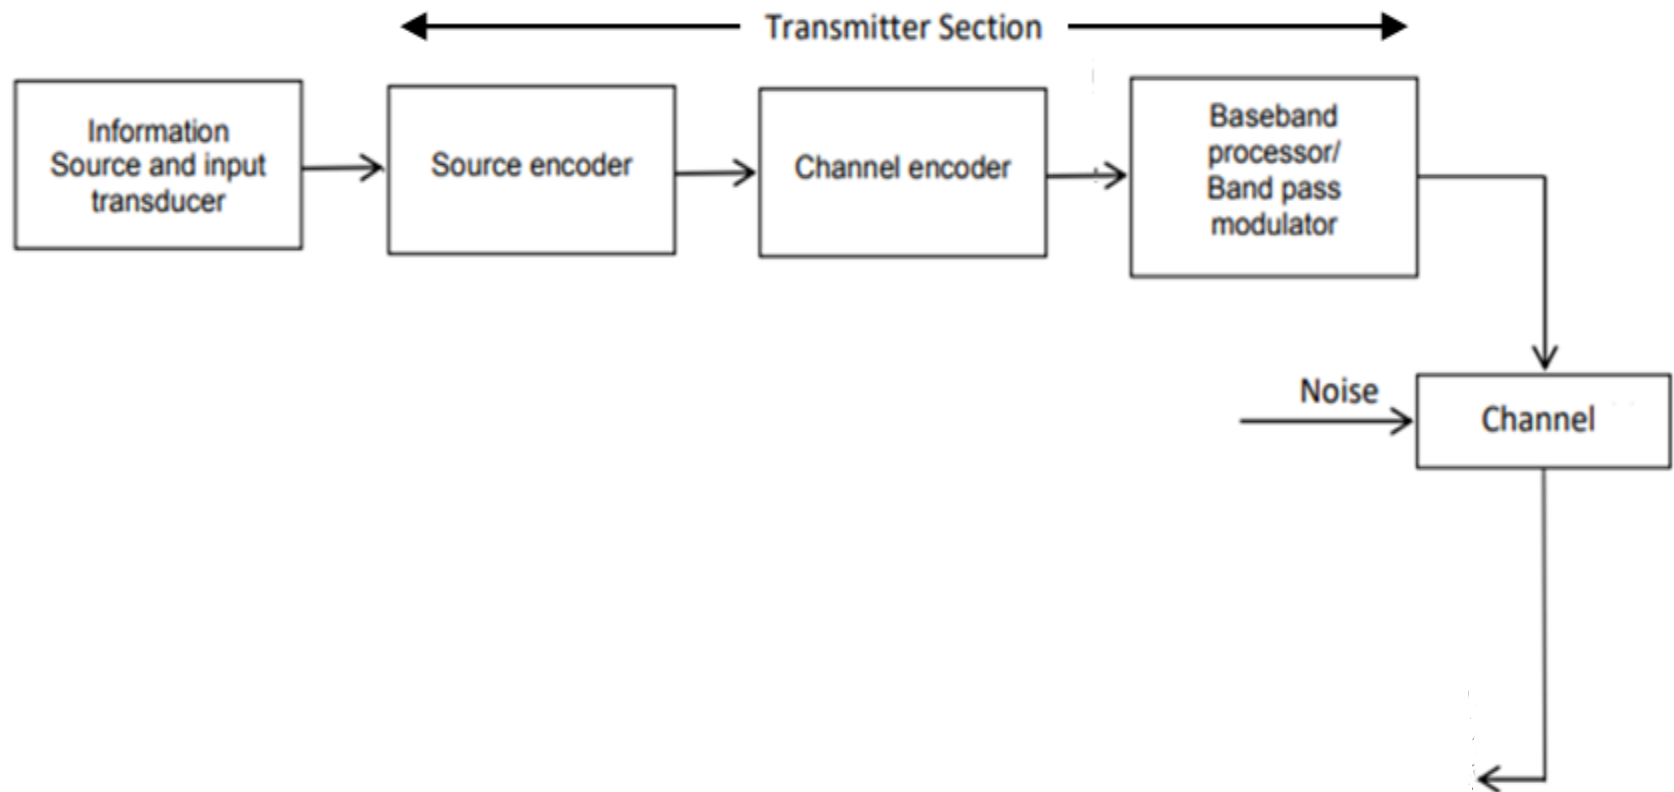 Transmitter Section
Information
Source and input
transducer
Source encoder
Channel encoder
Baseband
processor/
Band pass
modulator
Noise
Channel